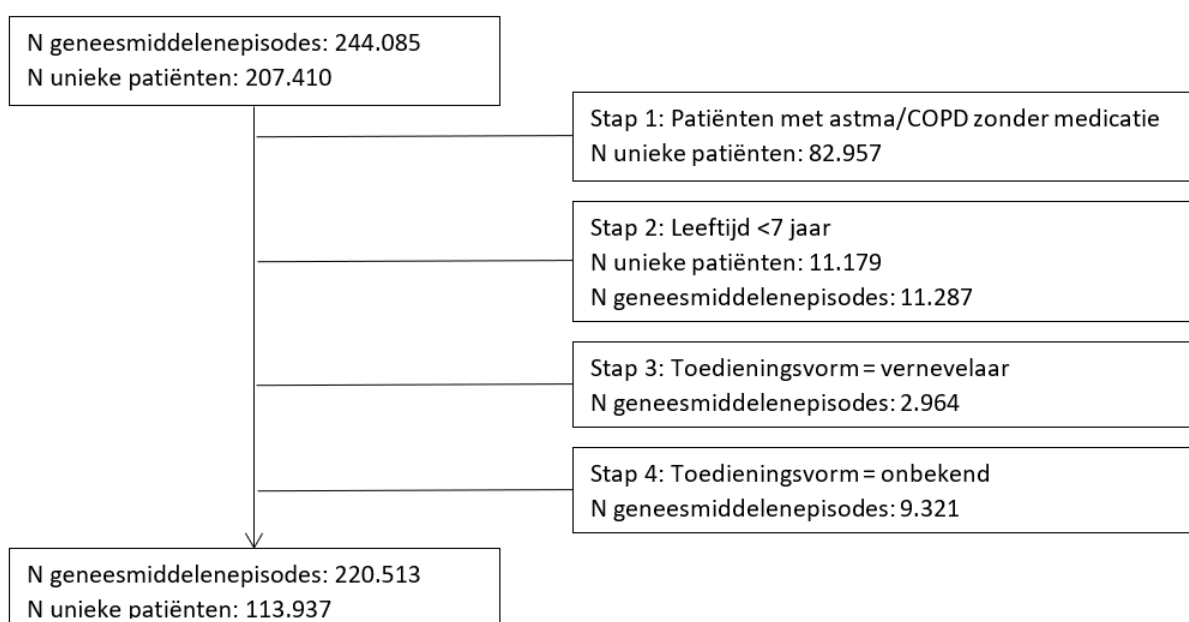 N geneesmiddelenepisodes: 244.085
N unieke patiënten: 207.410
Stap 1: Patiënten met astma/COPD zonder medicatie
N unieke patiënten: 82.957
Stap 2: Leeftijd <7 jaar
N unieke patiënten: 11.179
N geneesmiddelenepisodes: 11.287
Stap 3: Toedieningsvorm = vernevelaar
N geneesmiddelenepisodes: 2.964
Stap 4: Toedieningsvorm = onbekend
N geneesmiddelenepisodes: 9.321
N geneesmiddelenepisodes: 220.513
N unieke patiënten: 113.937